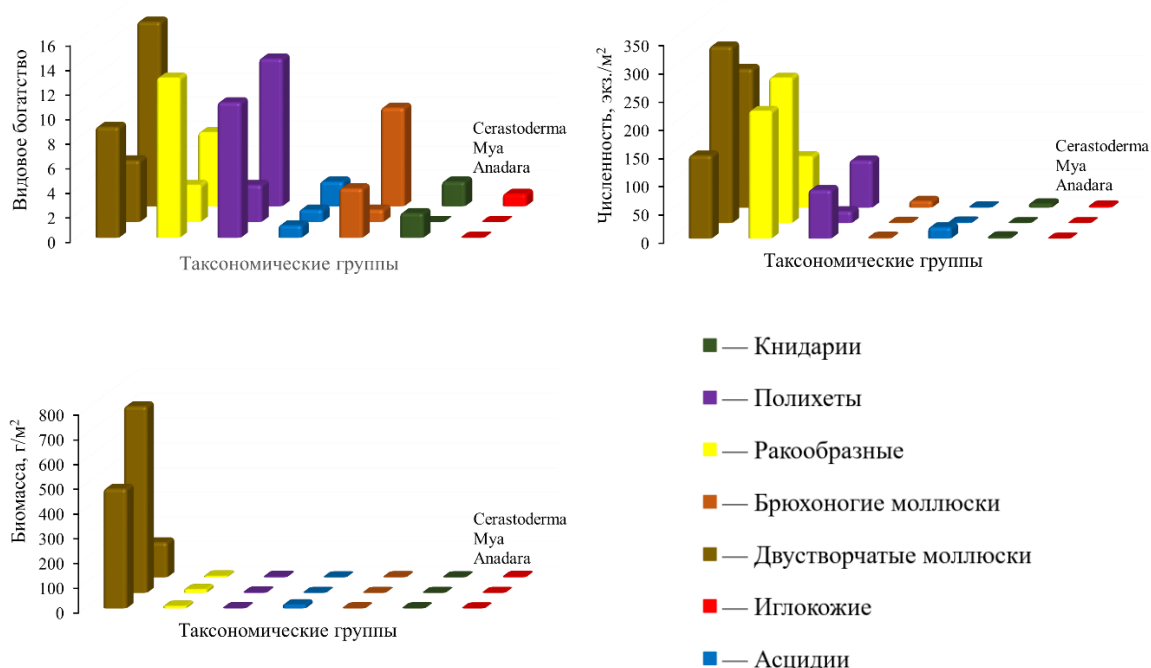 Видовое богатство
16
14
12
10
8
6
4
2
0
Cerastoderma
Mya
Anadara
Таксономические группы
Численность, экз./м²
350
300
250
200
150
100
50
0
Cerastoderma
Mya
Anadara
Таксономические группы
Биомасса, г/м²
800
700
600
500
400
300
200
100
0
Cerastoderma
Mya
Anadara
Таксономические группы
— Книдарии
— Полихеты
— Ракообразные
— Брюхоногие моллюски
— Двустворчатые моллюски
— Иглокожие
— Асцидии